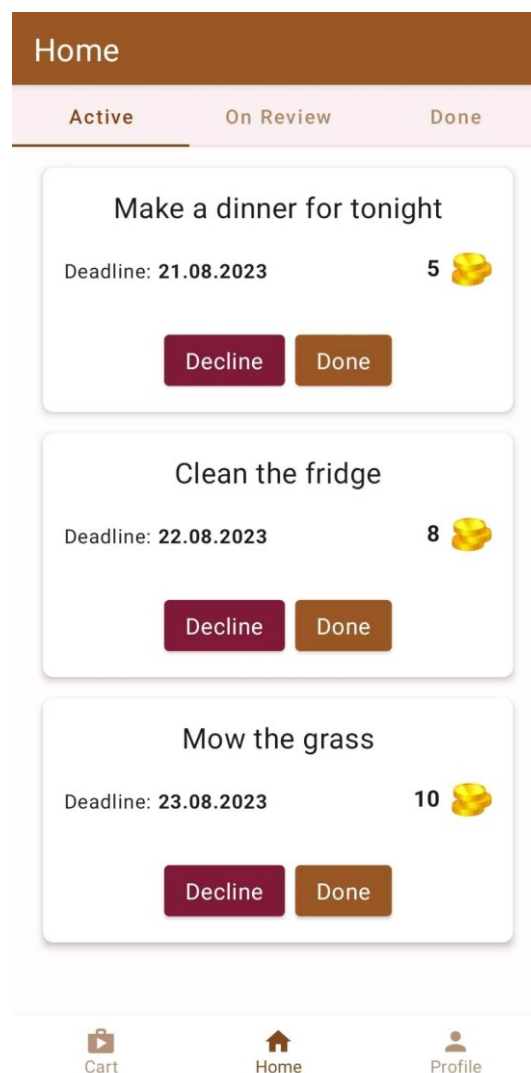 Home
Active On Review Done
Make a dinner for tonight
Deadline: 21.08.2023 5
Decline Done
Clean the fridge
Deadline: 22.08.2023 8
Decline Done
Mow the grass
Deadline: 23.08.2023 10
Decline Done
Cart Home Profile